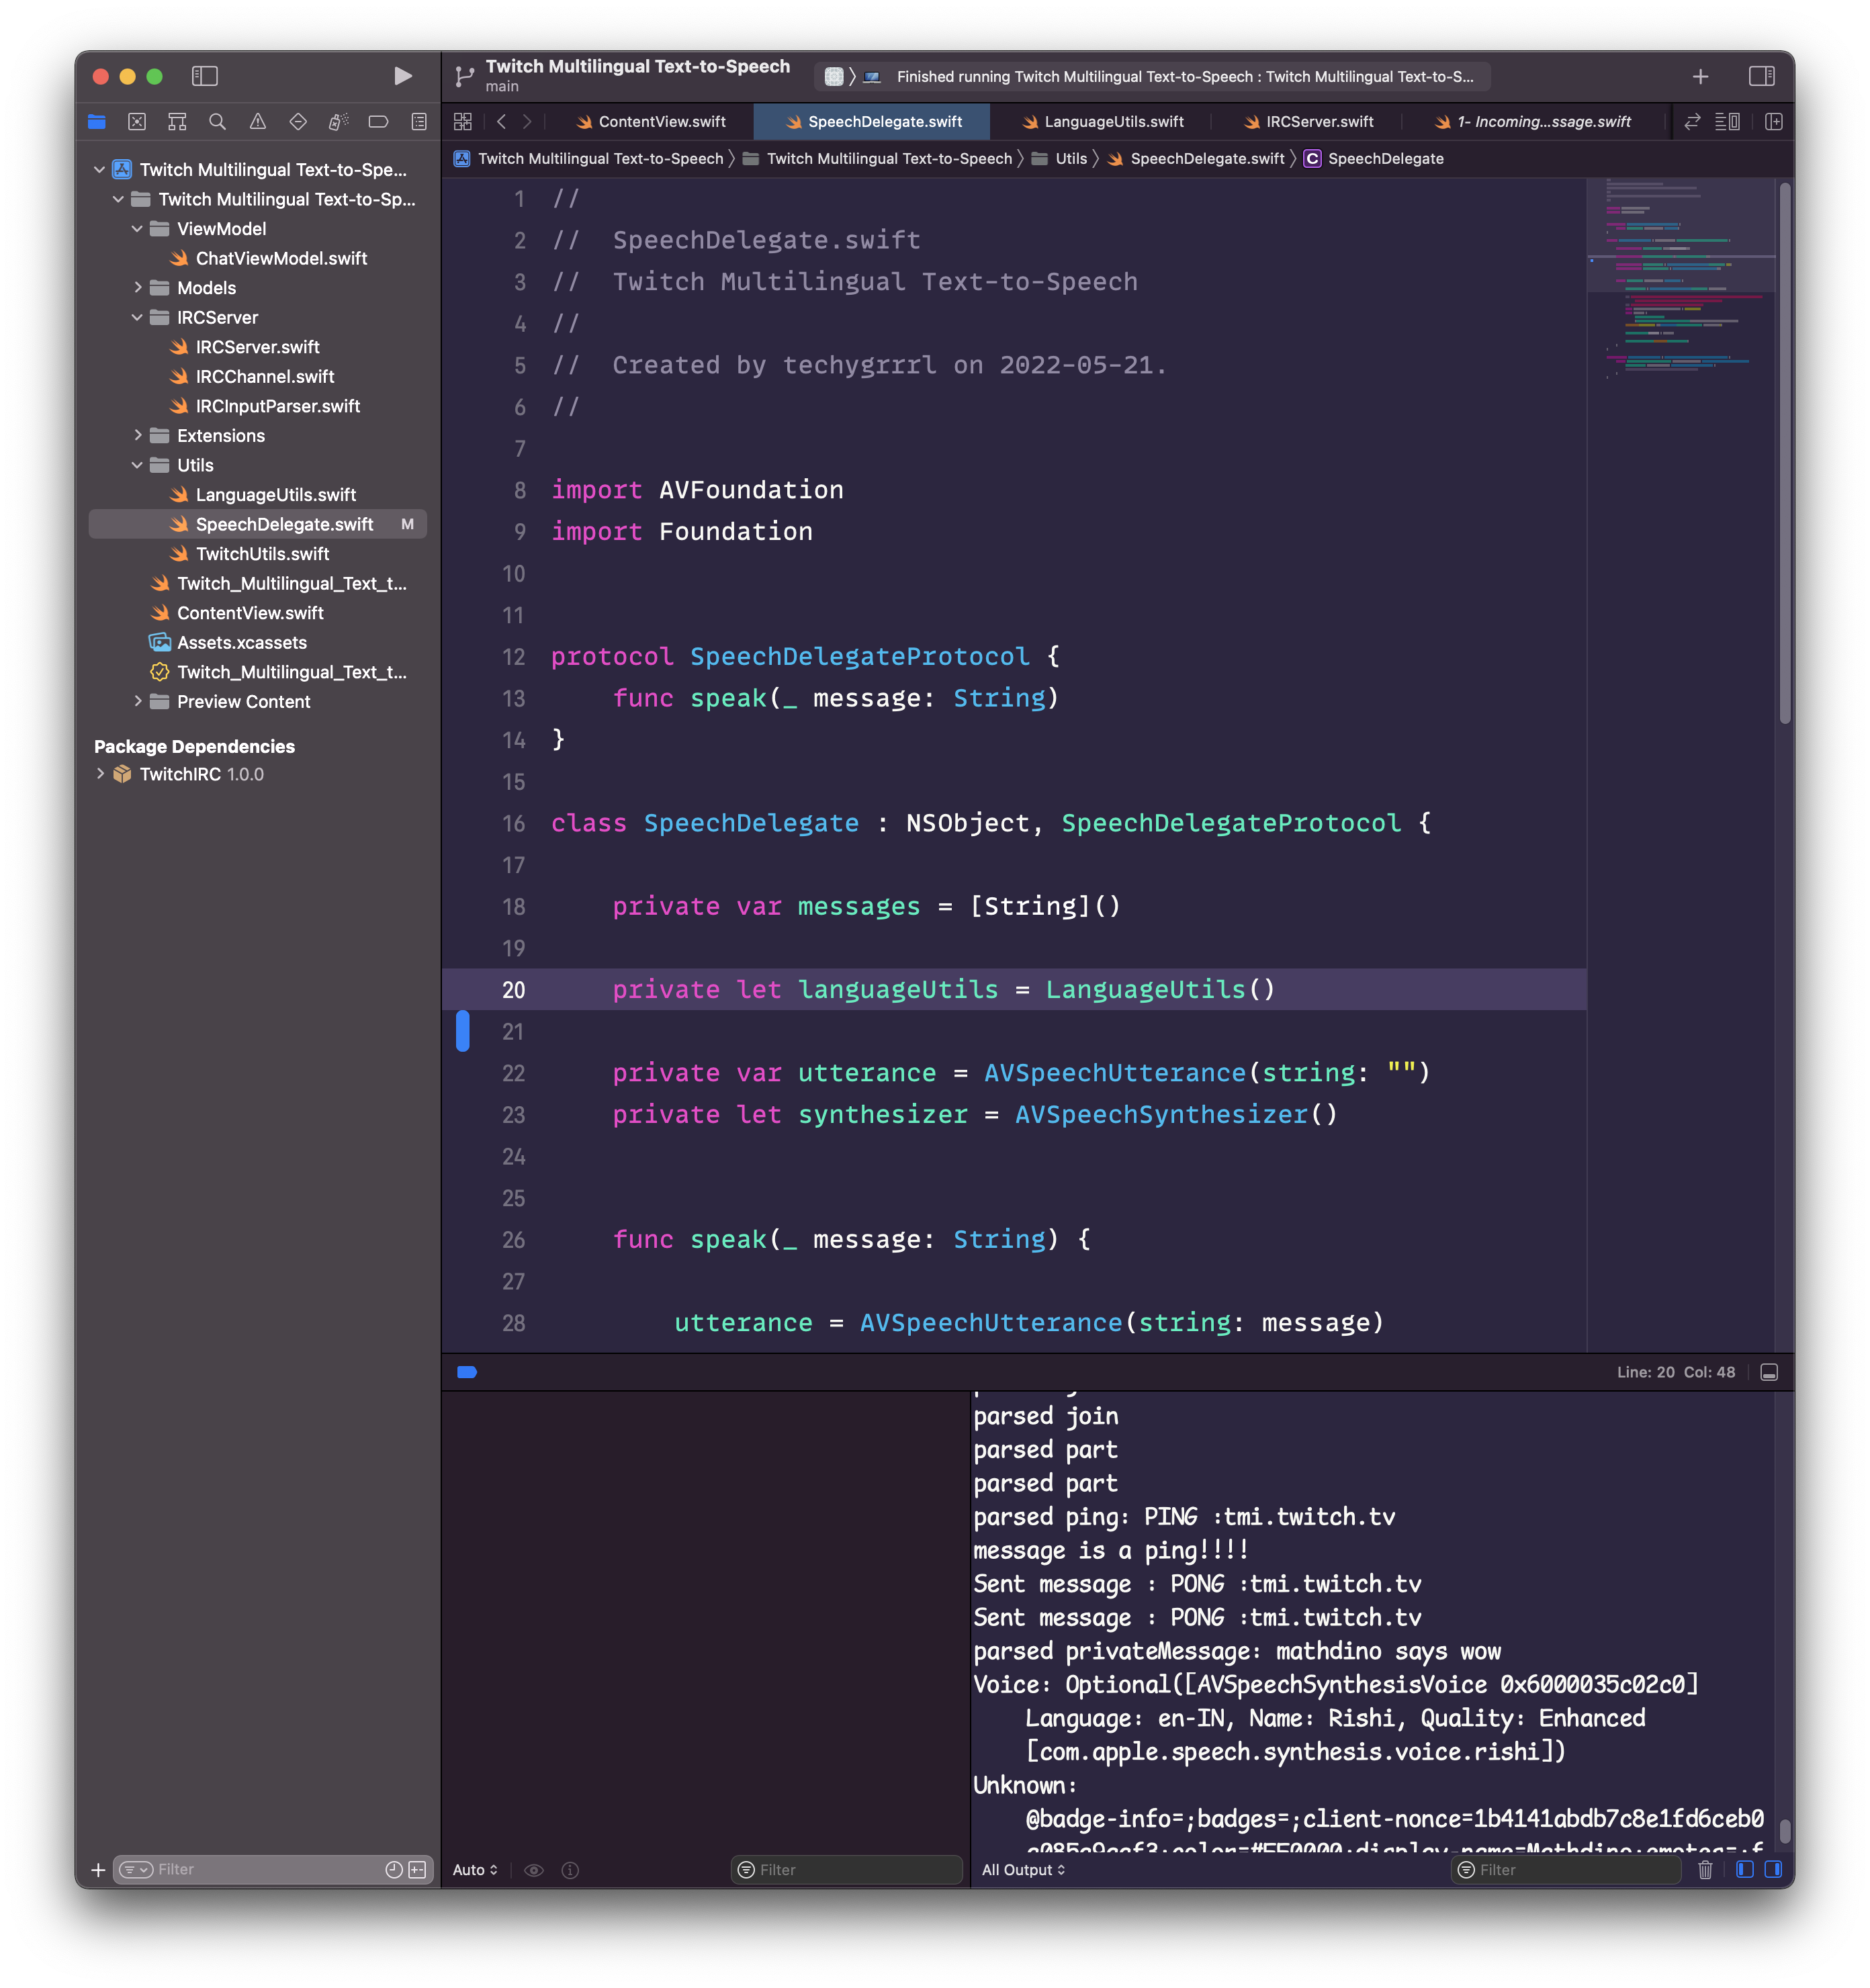 Twitch Multilingual Text-to-Speech
main
Finished running Twitch Multilingual Text-to-Speech : Twitch Multilingual Text-to-S...
ContentView.swift
SpeechDelegate.swift
LanguageUtils.swift
IRCServer.swift
1- Incoming...ssage.swift
Twitch Multilingual Text-to-Speech
Twitch Multilingual Text-to-Speech
Utils
SpeechDelegate.swift
C SpeechDelegate
Twitch Multilingual Text-to-Spe...
Twitch Multilingual Text-to-Sp...
ViewModel
ChatViewModel.swift
Models
IRCServer
IRCServer.swift
IRCChannel.swift
IRCInputParser.swift
Extensions
Utils
LanguageUtils.swift
SpeechDelegate.swift M
TwitchUtils.swift
Twitch_Multilingual_Text_t...
ContentView.swift
Assets.xcassets
Twitch_Multilingual_Text_t...
Preview Content
Package Dependencies
TwitchIRC 1.0.0
Filter
1 //
2 //  SpeechDelegate.swift
3 //  Twitch Multilingual Text-to-Speech
4 //
5 //  Created by techygrrrl on 2022-05-21.
6 //
7
8 import AVFoundation
9 import Foundation
10
11
12 protocol SpeechDelegateProtocol {
13     func speak(_ message: String)
14 }
15
16 class SpeechDelegate : NSObject, SpeechDelegateProtocol {
17
18     private var messages = [String]()
19
20     private let languageUtils = LanguageUtils()
21
22     private var utterance = AVSpeechUtterance(string: "")
23     private let synthesizer = AVSpeechSynthesizer()
24
25
26     func speak(_ message: String) {
27
28         utterance = AVSpeechUtterance(string: message)
Line: 20 Col: 48
parsed join
parsed part
parsed part
parsed ping: PING :tmi.twitch.tv
message is a ping!!!!
Sent message : PONG :tmi.twitch.tv
Sent message : PONG :tmi.twitch.tv
parsed privateMessage: mathdino says wow
Voice: Optional([AVSpeechSynthesisVoice 0x6000035c02c0]
Language: en-IN, Name: Rishi, Quality: Enhanced
[com.apple.speech.synthesis.voice.rishi])
Unknown:
@badge-info=;badges=;client-nonce=1b4141abdb7c8e1fd6ceb0
Auto
Filter
All Output
Filter